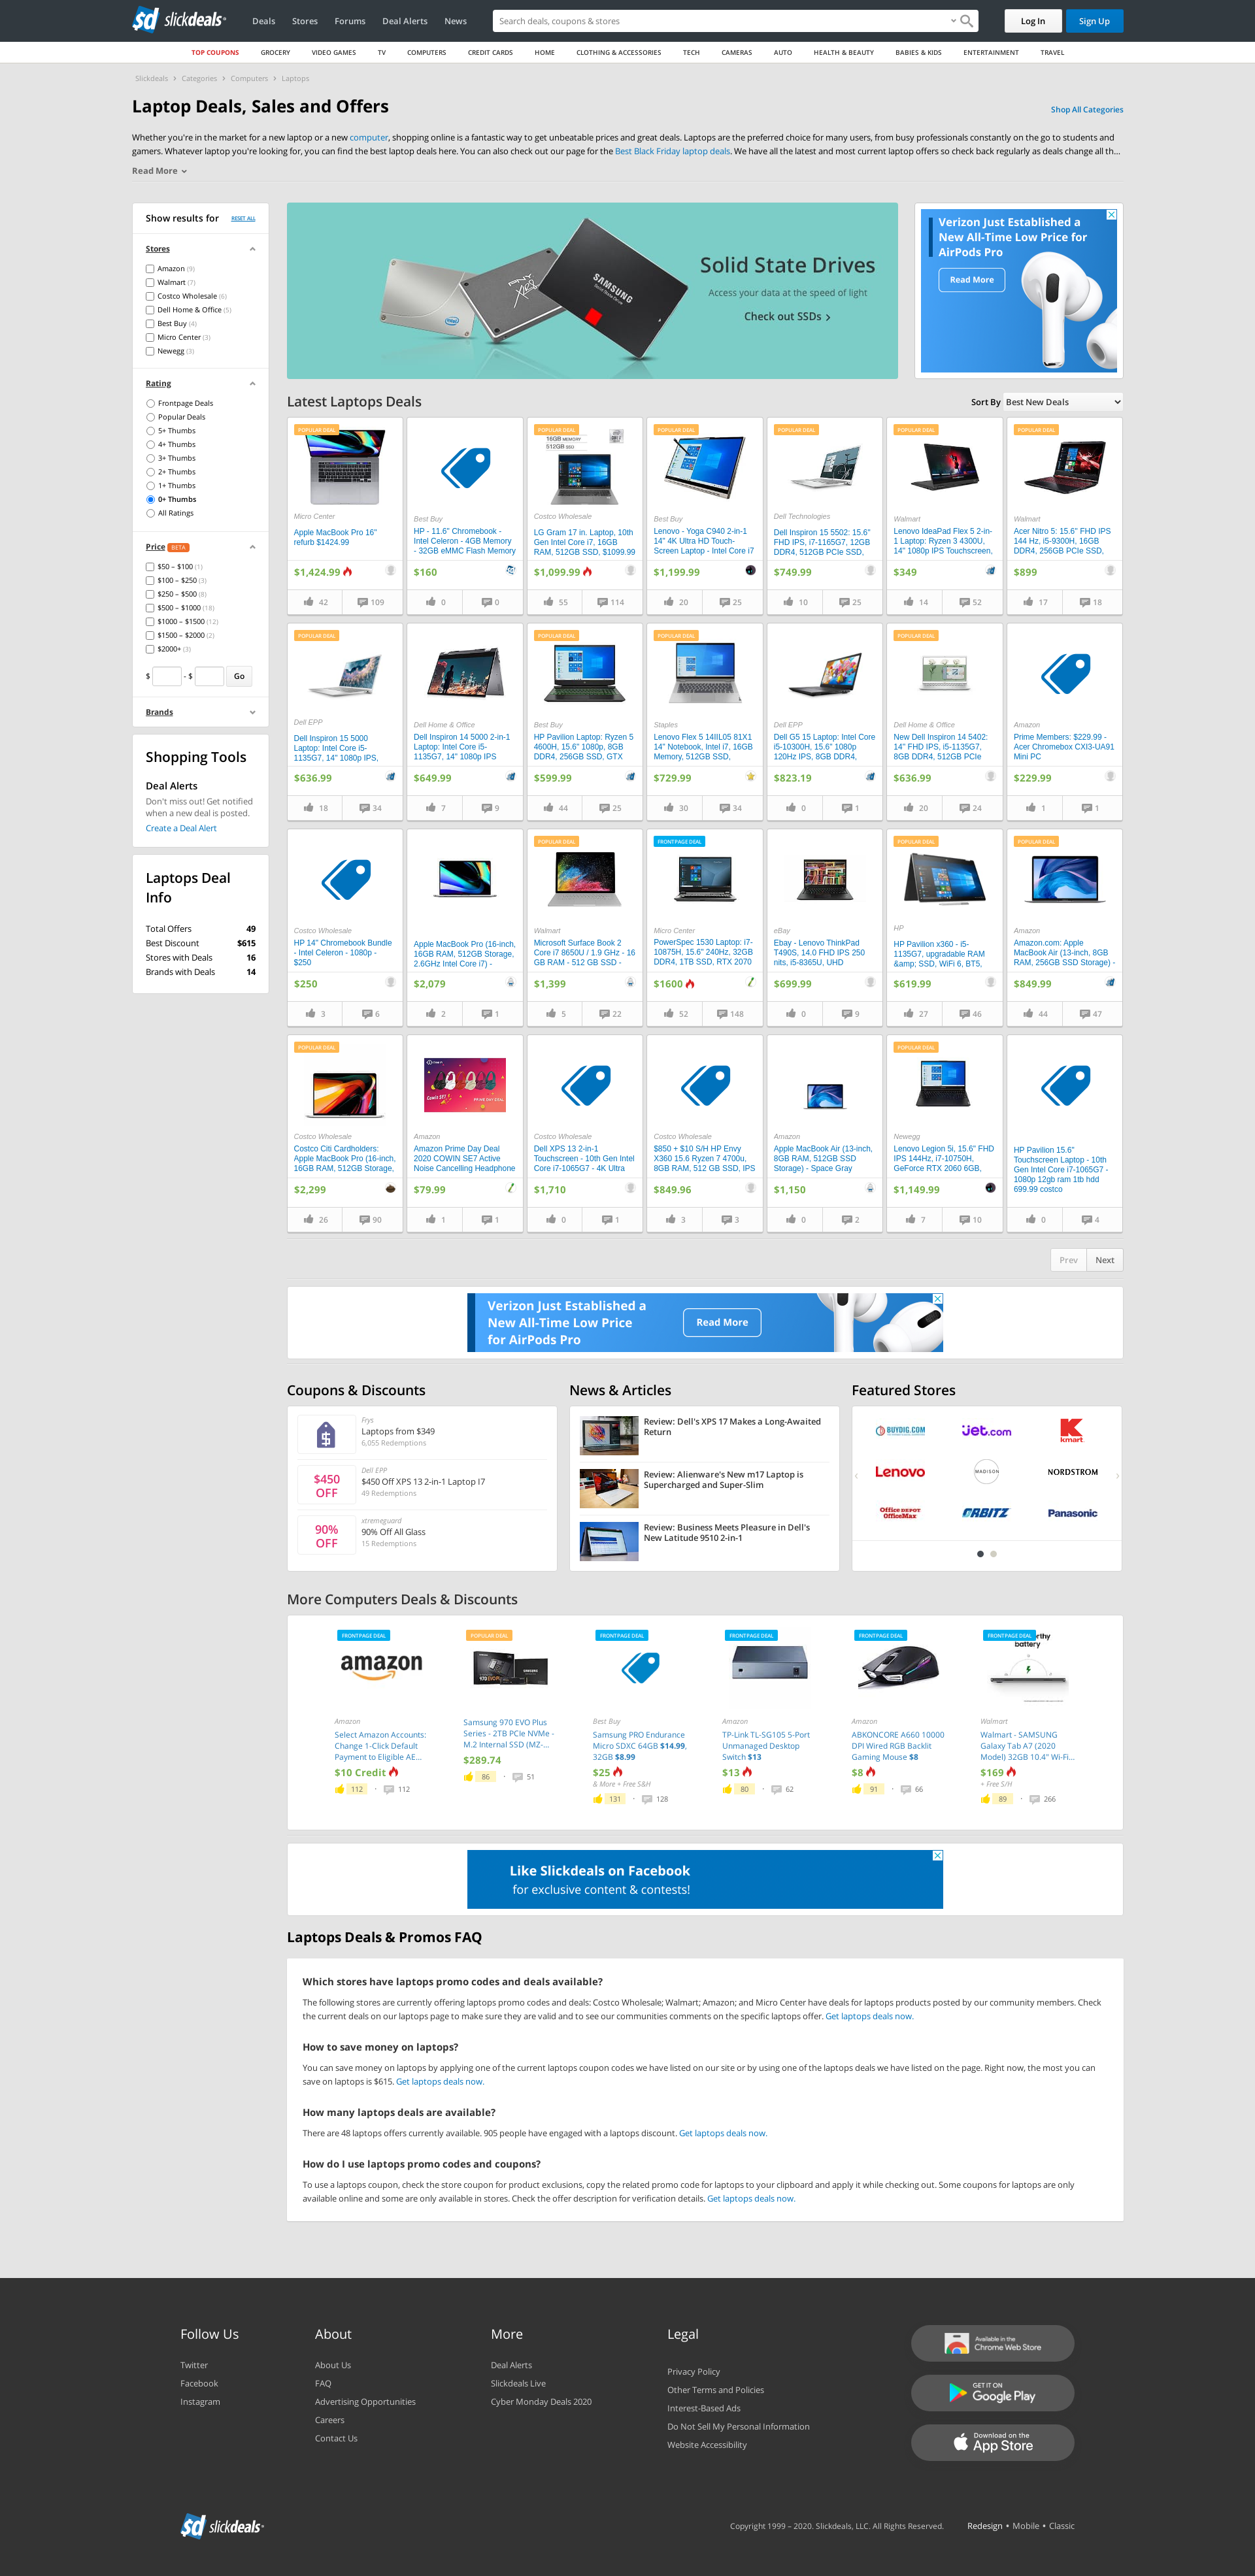 sd slickdeals
Deals Stores Forums Deal Alerts News
Search deals, coupons & stores
Log In
Sign Up
TOP COUPONS GROCERY VIDEO GAMES TV COMPUTERS CREDIT CARDS HOME CLOTHING & ACCESSORIES TECH CAMERAS AUTO HEALTH & BEAUTY BABIES & KIDS ENTERTAINMENT TRAVEL
Slickdeals › Categories › Computers › Laptops
Laptop Deals, Sales and Offers
Shop All Categories
Whether you're in the market for a new laptop or a new computer, shopping online is a fantastic way to get unbeatable prices and great deals. Laptops are the preferred choice for many users, from busy professionals constantly on the go to students and
gamers. Whatever laptop you're looking for, you can find the best laptop deals here. You can also check out our page for the Best Black Friday laptop deals. We have all the latest and most current laptop offers so check back regularly as deals change all th...
Read More
Show results for RESET ALL
Stores
Amazon (9)
Walmart (7)
Costco Wholesale (6)
Dell Home & Office (5)
Best Buy (4)
Micro Center (3)
Newegg (3)
Rating
Frontpage Deals
Popular Deals
5+ Thumbs
4+ Thumbs
3+ Thumbs
2+ Thumbs
1+ Thumbs
0+ Thumbs
All Ratings
Price BETA
$50 – $100 (1)
$100 – $250 (3)
$250 – $500 (8)
$500 – $1000 (18)
$1000 – $1500 (12)
$1500 – $2000 (2)
$2000+ (3)
$ - $ Go
Brands
Shopping Tools
Deal Alerts
Don't miss out! Get notified
when a new deal is posted.
Create a Deal Alert
Laptops Deal
Info
Total Offers 49
Best Discount $615
Stores with Deals 16
Brands with Deals 14
Solid State Drives
Access your data at the speed of light
Check out SSDs
SAMSUNG
PNY
intel
Verizon Just Established a
New All-Time Low Price for
AirPods Pro
Read More
Latest Laptops Deals
Sort By Best New Deals
POPULAR DEAL
Micro Center
Apple MacBook Pro 16"
refurb $1424.99
$1,424.99
42 109
Best Buy
HP - 11.6" Chromebook -
Intel Celeron - 4GB Memory
- 32GB eMMC Flash Memory
$160
0 0
POPULAR DEAL
16GB MEMORY
512GB SSD
Costco Wholesale
LG Gram 17 in. Laptop, 10th
Gen Intel Core i7, 16GB
RAM, 512GB SSD, $1099.99
$1,099.99
55 114
POPULAR DEAL
Best Buy
Lenovo - Yoga C940 2-in-1
14" 4K Ultra HD Touch-
Screen Laptop - Intel Core i7
$1,199.99
20 25
POPULAR DEAL
Dell Technologies
Dell Inspiron 15 5502: 15.6"
FHD IPS, i7-1165G7, 12GB
DDR4, 512GB PCIe SSD,
$749.99
10 25
POPULAR DEAL
Walmart
Lenovo IdeaPad Flex 5 2-in-
1 Laptop: Ryzen 3 4300U,
14" 1080p IPS Touchscreen,
$349
14 52
POPULAR DEAL
Walmart
Acer Nitro 5: 15.6" FHD IPS
144 Hz, i5-9300H, 16GB
DDR4, 256GB PCIe SSD,
$899
17 18
POPULAR DEAL
Dell EPP
Dell Inspiron 15 5000
Laptop: Intel Core i5-
1135G7, 14" 1080p IPS,
$636.99
18 34
Dell Home & Office
Dell Inspiron 14 5000 2-in-1
Laptop: Intel Core i5-
1135G7, 14" 1080p IPS
$649.99
7 9
POPULAR DEAL
Best Buy
HP Pavilion Laptop: Ryzen 5
4600H, 15.6" 1080p, 8GB
DDR4, 256GB SSD, GTX
$599.99
44 25
POPULAR DEAL
Staples
Lenovo Flex 5 14IIL05 81X1
14" Notebook, Intel i7, 16GB
Memory, 512GB SSD,
$729.99
30 34
Dell EPP
Dell G5 15 Laptop: Intel Core
i5-10300H, 15.6" 1080p
120Hz IPS, 8GB DDR4,
$823.19
0 1
POPULAR DEAL
Dell Home & Office
New Dell Inspiron 14 5402:
14" FHD IPS, i5-1135G7,
8GB DDR4, 512GB PCIe
$636.99
20 24
Amazon
Prime Members: $229.99 -
Acer Chromebox CXI3-UA91
Mini PC
$229.99
1 1
Costco Wholesale
HP 14" Chromebook Bundle
- Intel Celeron - 1080p -
$250
$250
3 6
Apple MacBook Pro (16-inch,
16GB RAM, 512GB Storage,
2.6GHz Intel Core i7) -
$2,079
2 1
POPULAR DEAL
Walmart
Microsoft Surface Book 2
Core i7 8650U / 1.9 GHz - 16
GB RAM - 512 GB SSD -
$1,399
5 22
FRONTPAGE DEAL
Micro Center
PowerSpec 1530 Laptop: i7-
10875H, 15.6" 240Hz, 32GB
DDR4, 1TB SSD, RTX 2070
$1600
52 148
eBay
Ebay - Lenovo ThinkPad
T490S, 14.0 FHD IPS 250
nits, i5-8365U, UHD
$699.99
0 9
POPULAR DEAL
HP
HP Pavilion x360 - i5-
1135G7, upgradable RAM
&amp; SSD, WiFi 6, BT5,
$619.99
27 46
POPULAR DEAL
Amazon
Amazon.com: Apple
MacBook Air (13-inch, 8GB
RAM, 256GB SSD Storage) -
$849.99
44 47
POPULAR DEAL
Costco Wholesale
Costco Citi Cardholders:
Apple MacBook Pro (16-inch,
16GB RAM, 512GB Storage,
$2,299
26 90
Amazon
Amazon Prime Day Deal
2020 COWIN SE7 Active
Noise Cancelling Headphone
$79.99
1 1
Costco Wholesale
Dell XPS 13 2-in-1
Touchscreen - 10th Gen Intel
Core i7-1065G7 - 4K Ultra
$1,710
0 1
Costco Wholesale
$850 + $10 S/H HP Envy
X360 15.6 Ryzen 7 4700u,
8GB RAM, 512 GB SSD, IPS
$849.96
3 3
Amazon
Apple MacBook Air (13-inch,
8GB RAM, 512GB SSD
Storage) - Space Gray
$1,150
0 2
POPULAR DEAL
Newegg
Lenovo Legion 5i, 15.6" FHD
IPS 144Hz, i7-10750H,
GeForce RTX 2060 6GB,
$1,149.99
7 10
HP Pavilion 15.6"
Touchscreen Laptop - 10th
Gen Intel Core i7-1065G7 -
1080p 12gb ram 1tb hdd
699.99 costco
0 4
Prev Next
Verizon Just Established a
New All-Time Low Price
for AirPods Pro
Read More
Coupons & Discounts
Frys
Laptops from $349
6,055 Redemptions
$450
OFF
Dell EPP
$450 Off XPS 13 2-in-1 Laptop I7
49 Redemptions
90%
OFF
xtremeguard
90% Off All Glass
15 Redemptions
News & Articles
Review: Dell's XPS 17 Makes a Long-Awaited
Return
Review: Alienware's New m17 Laptop is
Supercharged and Super-Slim
Review: Business Meets Pleasure in Dell's
New Latitude 9510 2-in-1
Featured Stores
BUYDIG.COM
Jet.com
kmart
Lenovo
MADISON
NORDSTROM
Office DEPOT
OfficeMax
ORBITZ
Panasonic
More Computers Deals & Discounts
FRONTPAGE DEAL
amazon
Amazon
Select Amazon Accounts:
Change 1-Click Default
Payment to Eligible AE...
$10 Credit
112 · 112
POPULAR DEAL
Samsung 970 EVO Plus
Series - 2TB PCIe NVMe -
M.2 Internal SSD (MZ-...
$289.74
86 · 51
FRONTPAGE DEAL
Best Buy
Samsung PRO Endurance
Micro SDXC 64GB $14.99,
32GB $8.99
$25
& More + Free S&H
131 · 128
FRONTPAGE DEAL
Amazon
TP-Link TL-SG105 5-Port
Unmanaged Desktop
Switch $13
$13
80 · 62
FRONTPAGE DEAL
Amazon
ABKONCORE A660 10000
DPI Wired RGB Backlit
Gaming Mouse $8
$8
91 · 66
FRONTPAGE DEAL
battery
Walmart
Walmart - SAMSUNG
Galaxy Tab A7 (2020
Model) 32GB 10.4" Wi-Fi...
$169
+ Free S/H
89 · 266
Like Slickdeals on Facebook
for exclusive content & contests!
Laptops Deals & Promos FAQ
Which stores have laptops promo codes and deals available?
The following stores are currently offering laptops promo codes and deals: Costco Wholesale; Walmart; Amazon; and Micro Center have deals for laptops products posted by our community members. Check
the current deals on our laptops page to make sure they are valid and to see our communities comments on the specific laptops offer. Get laptops deals now.
How to save money on laptops?
You can save money on laptops by applying one of the current laptops coupon codes we have listed on our site or by using one of the laptops deals we have listed on the page. Right now, the most you can
save on laptops is $615. Get laptops deals now.
How many laptops deals are available?
There are 48 laptops offers currently available. 905 people have engaged with a laptops discount. Get laptops deals now.
How do I use laptops promo codes and coupons?
To use a laptops coupon, check the store coupon for product exclusions, copy the related promo code for laptops to your clipboard and apply it while checking out. Some coupons for laptops are only
available online and some are only available in stores. Check the offer description for verification details. Get laptops deals now.
Follow Us
Twitter
Facebook
Instagram
About
About Us
FAQ
Advertising Opportunities
Careers
Contact Us
More
Deal Alerts
Slickdeals Live
Cyber Monday Deals 2020
Legal
Privacy Policy
Other Terms and Policies
Interest-Based Ads
Do Not Sell My Personal Information
Website Accessibility
Available in the
Chrome Web Store
GET IT ON
Google Play
Download on the
App Store
sd slickdeals
Copyright 1999 – 2020. Slickdeals, LLC. All Rights Reserved.
Redesign • Mobile • Classic